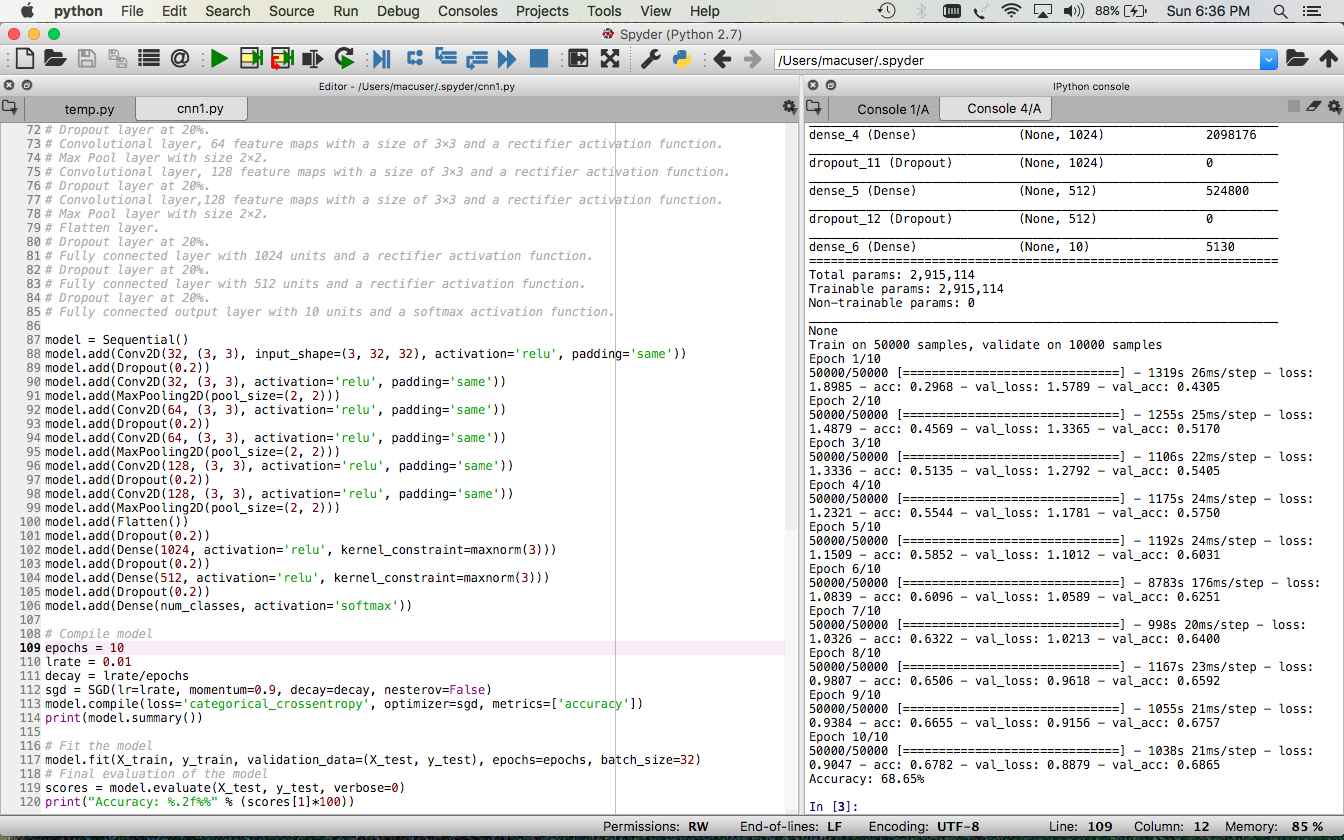 python File Edit Search Source Run Debug Consoles Projects Tools View Help 88% Sun 6:36 PM
Spyder (Python 2.7)
/Users/macuser/.spyder
Editor - /Users/macuser/.spyder/cnn1.py
temp.py cnn1.py
72 # Dropout layer at 20%.
73 # Convolutional layer, 64 feature maps with a size of 3×3 and a rectifier activation function.
74 # Max Pool layer with size 2×2.
75 # Convolutional layer, 128 feature maps with a size of 3×3 and a rectifier activation function.
76 # Dropout layer at 20%.
77 # Convolutional layer,128 feature maps with a size of 3×3 and a rectifier activation function.
78 # Max Pool layer with size 2×2.
79 # Flatten layer.
80 # Dropout layer at 20%.
81 # Fully connected layer with 1024 units and a rectifier activation function.
82 # Dropout layer at 20%.
83 # Fully connected layer with 512 units and a rectifier activation function.
84 # Dropout layer at 20%.
85 # Fully connected output layer with 10 units and a softmax activation function.
86
87 model = Sequential()
88 model.add(Conv2D(32, (3, 3), input_shape=(3, 32, 32), activation='relu', padding='same'))
89 model.add(Dropout(0.2))
90 model.add(Conv2D(32, (3, 3), activation='relu', padding='same'))
91 model.add(MaxPooling2D(pool_size=(2, 2)))
92 model.add(Conv2D(64, (3, 3), activation='relu', padding='same'))
93 model.add(Dropout(0.2))
94 model.add(Conv2D(64, (3, 3), activation='relu', padding='same'))
95 model.add(MaxPooling2D(pool_size=(2, 2)))
96 model.add(Conv2D(128, (3, 3), activation='relu', padding='same'))
97 model.add(Dropout(0.2))
98 model.add(Conv2D(128, (3, 3), activation='relu', padding='same'))
99 model.add(MaxPooling2D(pool_size=(2, 2)))
100 model.add(Flatten())
101 model.add(Dropout(0.2))
102 model.add(Dense(1024, activation='relu', kernel_constraint=maxnorm(3)))
103 model.add(Dropout(0.2))
104 model.add(Dense(512, activation='relu', kernel_constraint=maxnorm(3)))
105 model.add(Dropout(0.2))
106 model.add(Dense(num_classes, activation='softmax'))
107
108 # Compile model
109 epochs = 10
110 lrate = 0.01
111 decay = lrate/epochs
112 sgd = SGD(lr=lrate, momentum=0.9, decay=decay, nesterov=False)
113 model.compile(loss='categorical_crossentropy', optimizer=sgd, metrics=['accuracy'])
114 print(model.summary())
115
116 # Fit the model
117 model.fit(X_train, y_train, validation_data=(X_test, y_test), epochs=epochs, batch_size=32)
118 # Final evaluation of the model
119 scores = model.evaluate(X_test, y_test, verbose=0)
120 print("Accuracy: %.2f%%" % (scores[1]*100))
IPython console
Console 1/A Console 4/A
dense_4 (Dense) (None, 1024) 2098176
dropout_11 (Dropout) (None, 1024) 0
dense_5 (Dense) (None, 512) 524800
dropout_12 (Dropout) (None, 512) 0
dense_6 (Dense) (None, 10) 5130
=================================================================
Total params: 2,915,114
Trainable params: 2,915,114
Non-trainable params: 0
None
Train on 50000 samples, validate on 10000 samples
Epoch 1/10
50000/50000 [==============================] - 1319s 26ms/step - loss:
1.8985 - acc: 0.2968 - val_loss: 1.5789 - val_acc: 0.4305
Epoch 2/10
50000/50000 [==============================] - 1255s 25ms/step - loss:
1.4879 - acc: 0.4569 - val_loss: 1.3365 - val_acc: 0.5170
Epoch 3/10
50000/50000 [==============================] - 1106s 22ms/step - loss:
1.3336 - acc: 0.5135 - val_loss: 1.2792 - val_acc: 0.5405
Epoch 4/10
50000/50000 [==============================] - 1175s 24ms/step - loss:
1.2321 - acc: 0.5544 - val_loss: 1.1781 - val_acc: 0.5750
Epoch 5/10
50000/50000 [==============================] - 1192s 24ms/step - loss:
1.1509 - acc: 0.5852 - val_loss: 1.1012 - val_acc: 0.6031
Epoch 6/10
50000/50000 [==============================] - 8783s 176ms/step - loss:
1.0839 - acc: 0.6096 - val_loss: 1.0589 - val_acc: 0.6251
Epoch 7/10
50000/50000 [==============================] - 998s 20ms/step - loss:
1.0326 - acc: 0.6322 - val_loss: 1.0213 - val_acc: 0.6400
Epoch 8/10
50000/50000 [==============================] - 1167s 23ms/step - loss:
0.9807 - acc: 0.6506 - val_loss: 0.9618 - val_acc: 0.6592
Epoch 9/10
50000/50000 [==============================] - 1055s 21ms/step - loss:
0.9384 - acc: 0.6655 - val_loss: 0.9156 - val_acc: 0.6757
Epoch 10/10
50000/50000 [==============================] - 1038s 21ms/step - loss:
0.9047 - acc: 0.6782 - val_loss: 0.8879 - val_acc: 0.6865
Accuracy: 68.65%
In [3]:
Permissions: RW End-of-lines: LF Encoding: UTF-8 Line: 109 Column: 12 Memory: 85 %